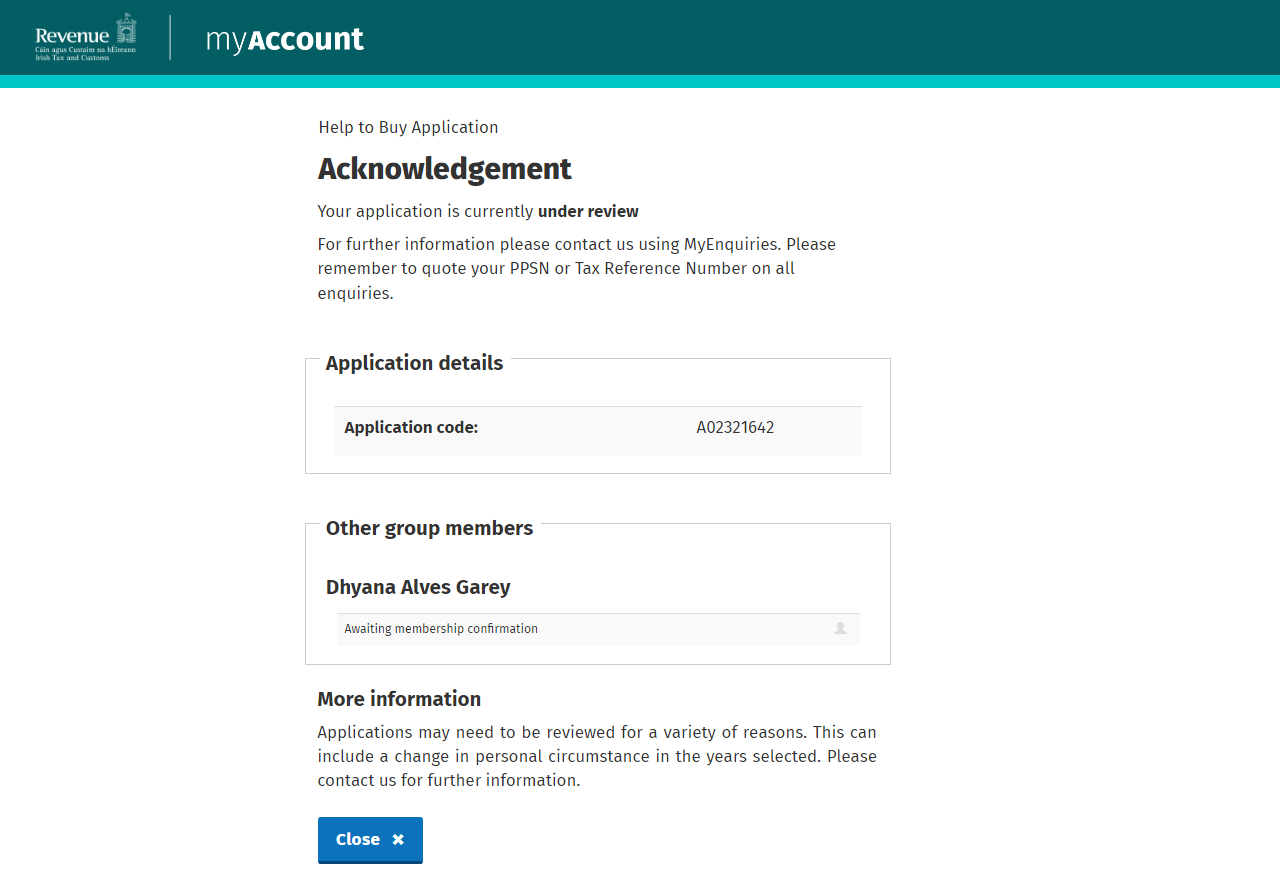 Revenue
Cáin agus Custaim na hÉireann
Irish Tax and Customs
myAccount
Help to Buy Application
Acknowledgement
Your application is currently under review
For further information please contact us using MyEnquiries. Please
remember to quote your PPSN or Tax Reference Number on all
enquiries.
Application details
Application code: A02321642
Other group members
Dhyana Alves Garey
Awaiting membership confirmation
More information
Applications may need to be reviewed for a variety of reasons. This can
include a change in personal circumstance in the years selected. Please
contact us for further information.
Close ✖